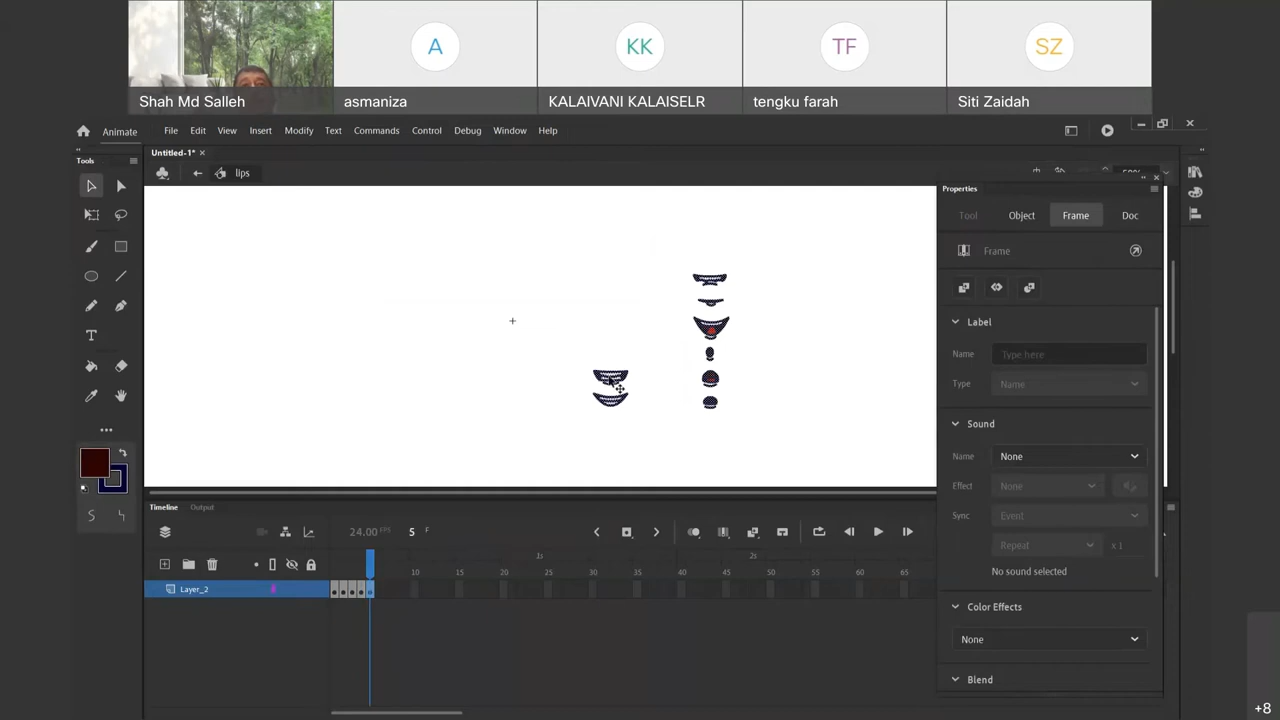 A
KK
TF
SZ
Shah Md Salleh
asmaniza
KALAIVANI KALAISELR
tengku farah
Siti Zaidah
Animate
File
Edit
View
Insert
Modify
Text
Commands
Control
Debug
Window
Help
Tools
Untitled-1*
lips
Properties
Tool
Object
Frame
Doc
Frame
Label
Name
Type here
Type
Name
Sound
Name
None
Effect
None
Sync
Event
Repeat
x 1
No sound selected
Color Effects
None
Blend
Timeline
Output
24.00 FPS
5 F
1s
2s
10
15
20
25
30
35
40
45
50
55
60
65
Layer_2
+8